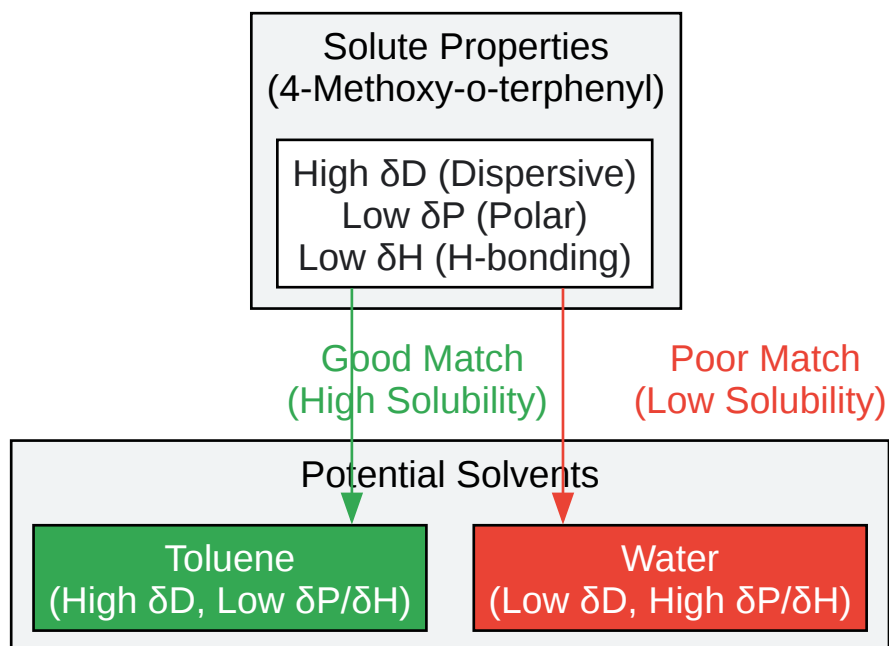 Solute Properties
(4-Methoxy-o-terphenyl)
High δD (Dispersive)
Low δP (Polar)
Low δH (H-bonding)
Good Match
(High Solubility)
Poor Match
(Low Solubility)
Potential Solvents
Toluene
(High δD, Low δP/δH)
Water
(Low δD, High δP/δH)